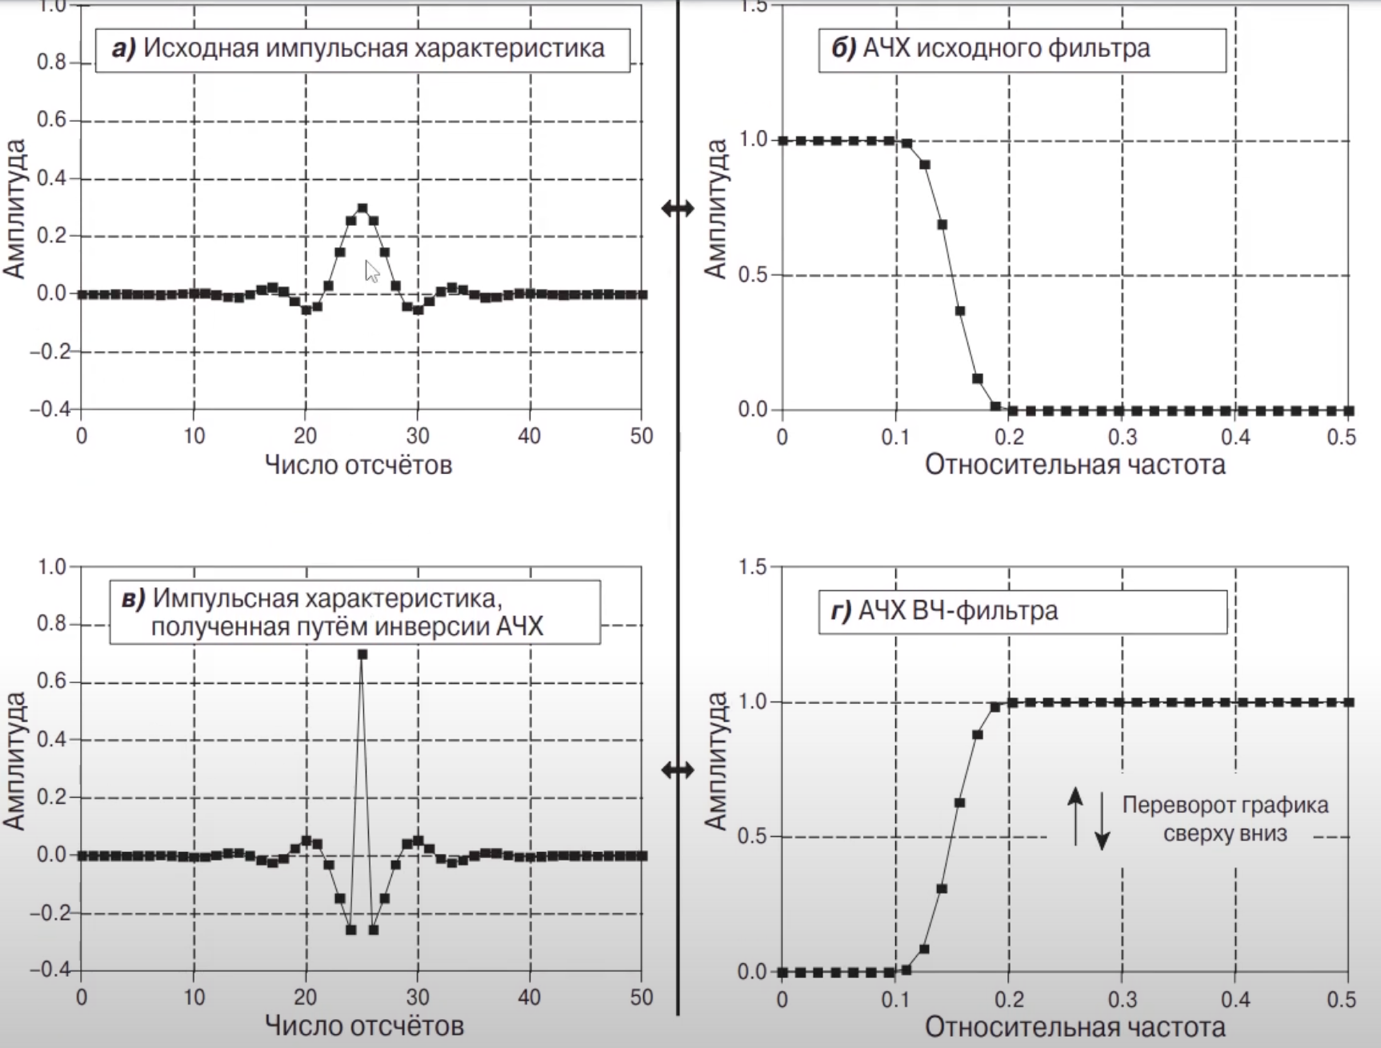 1.0
а) Исходная импульсная характеристика
0.8
0.6
0.4
0.2
0.0
–0.2
–0.4
Амплитуда
0 10 20 30 40 50
Число отсчётов
1.5
б) АЧХ исходного фильтра
1.0
0.5
0.0
Амплитуда
0 0.1 0.2 0.3 0.4 0.5
Относительная частота
1.0
в) Импульсная характеристика,
полученная путём инверсии АЧХ
0.8
0.6
0.4
0.2
0.0
–0.2
–0.4
Амплитуда
0 10 20 30 40 50
Число отсчётов
1.5
г) АЧХ ВЧ-фильтра
1.0
0.5
0.0
Амплитуда
Переворот графика
сверху вниз
0 0.1 0.2 0.3 0.4 0.5
Относительная частота